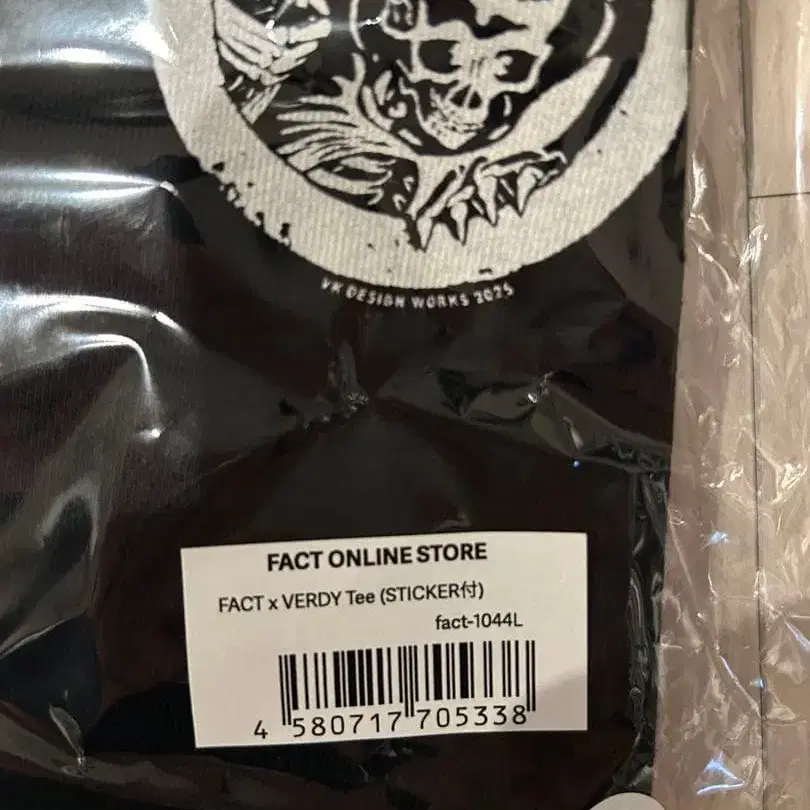 VK DESIGN WORKS 2025
FACT ONLINE STORE
FACT x VERDY Tee (STICKER付)
fact-1044L
4 580717 705338